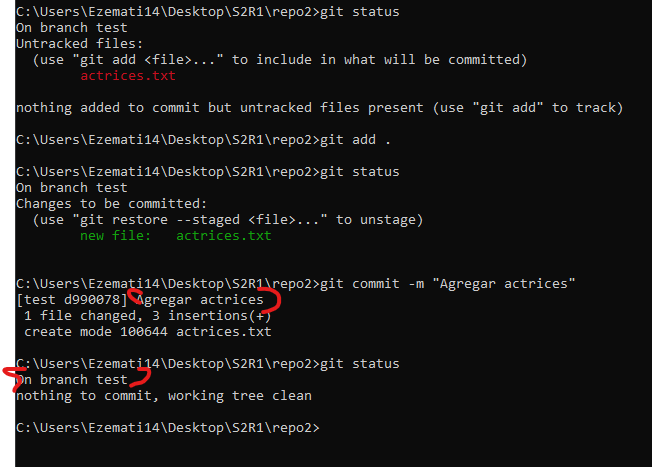 C:\Users\Ezemati14\Desktop\S2R1\repo2>git status
On branch test
Untracked files:
  (use "git add <file>..." to include in what will be committed)
        actrices.txt
nothing added to commit but untracked files present (use "git add" to track)
C:\Users\Ezemati14\Desktop\S2R1\repo2>git add .
C:\Users\Ezemati14\Desktop\S2R1\repo2>git status
On branch test
Changes to be committed:
  (use "git restore --staged <file>..." to unstage)
        new file:   actrices.txt
C:\Users\Ezemati14\Desktop\S2R1\repo2>git commit -m "Agregar actrices"
[test d990078] Agregar actrices
 1 file changed, 3 insertions(+)
 create mode 100644 actrices.txt
C:\Users\Ezemati14\Desktop\S2R1\repo2>git status
On branch test
nothing to commit, working tree clean
C:\Users\Ezemati14\Desktop\S2R1\repo2>